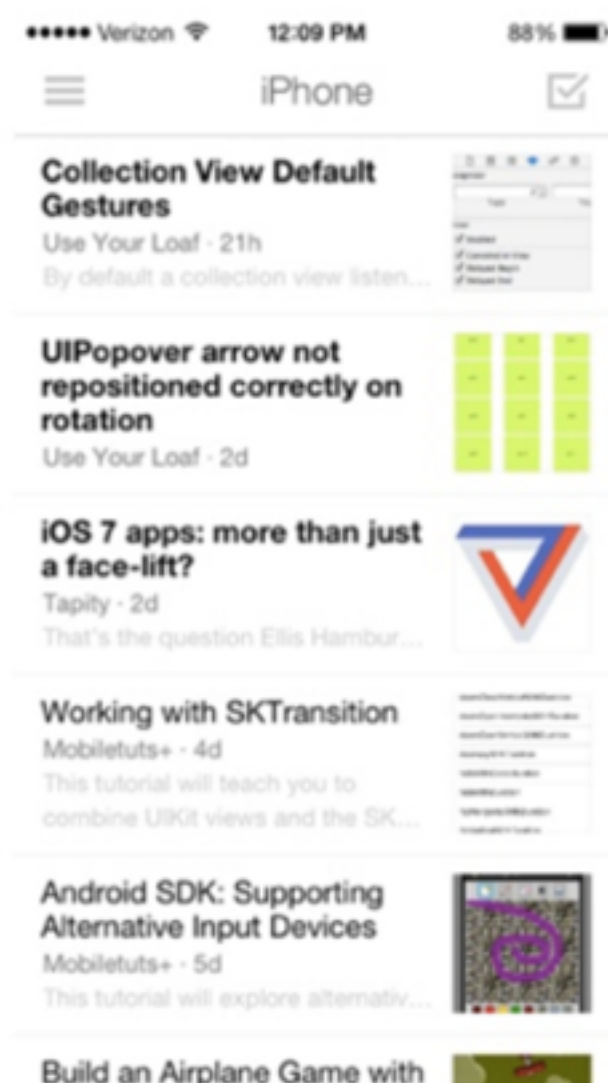 Verizon 12:09 PM 88%
iPhone
Collection View Default
Gestures
Use Your Loaf · 21h
By default a collection view listen...
UIPopover arrow not
repositioned correctly on
rotation
Use Your Loaf · 2d
iOS 7 apps: more than just
a face-lift?
Tapity · 2d
That's the question Ellis Hambur...
Working with SKTransition
Mobiletuts+ · 4d
This tutorial will teach you to
combine UIKit views and the SK...
Android SDK: Supporting
Alternative Input Devices
Mobiletuts+ · 5d
This tutorial will explore alternativ...
Build an Airplane Game with